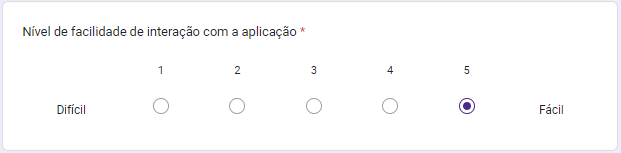 Nível de facilidade de interação com a aplicação *
1 2 3 4 5
Difícil Fácil